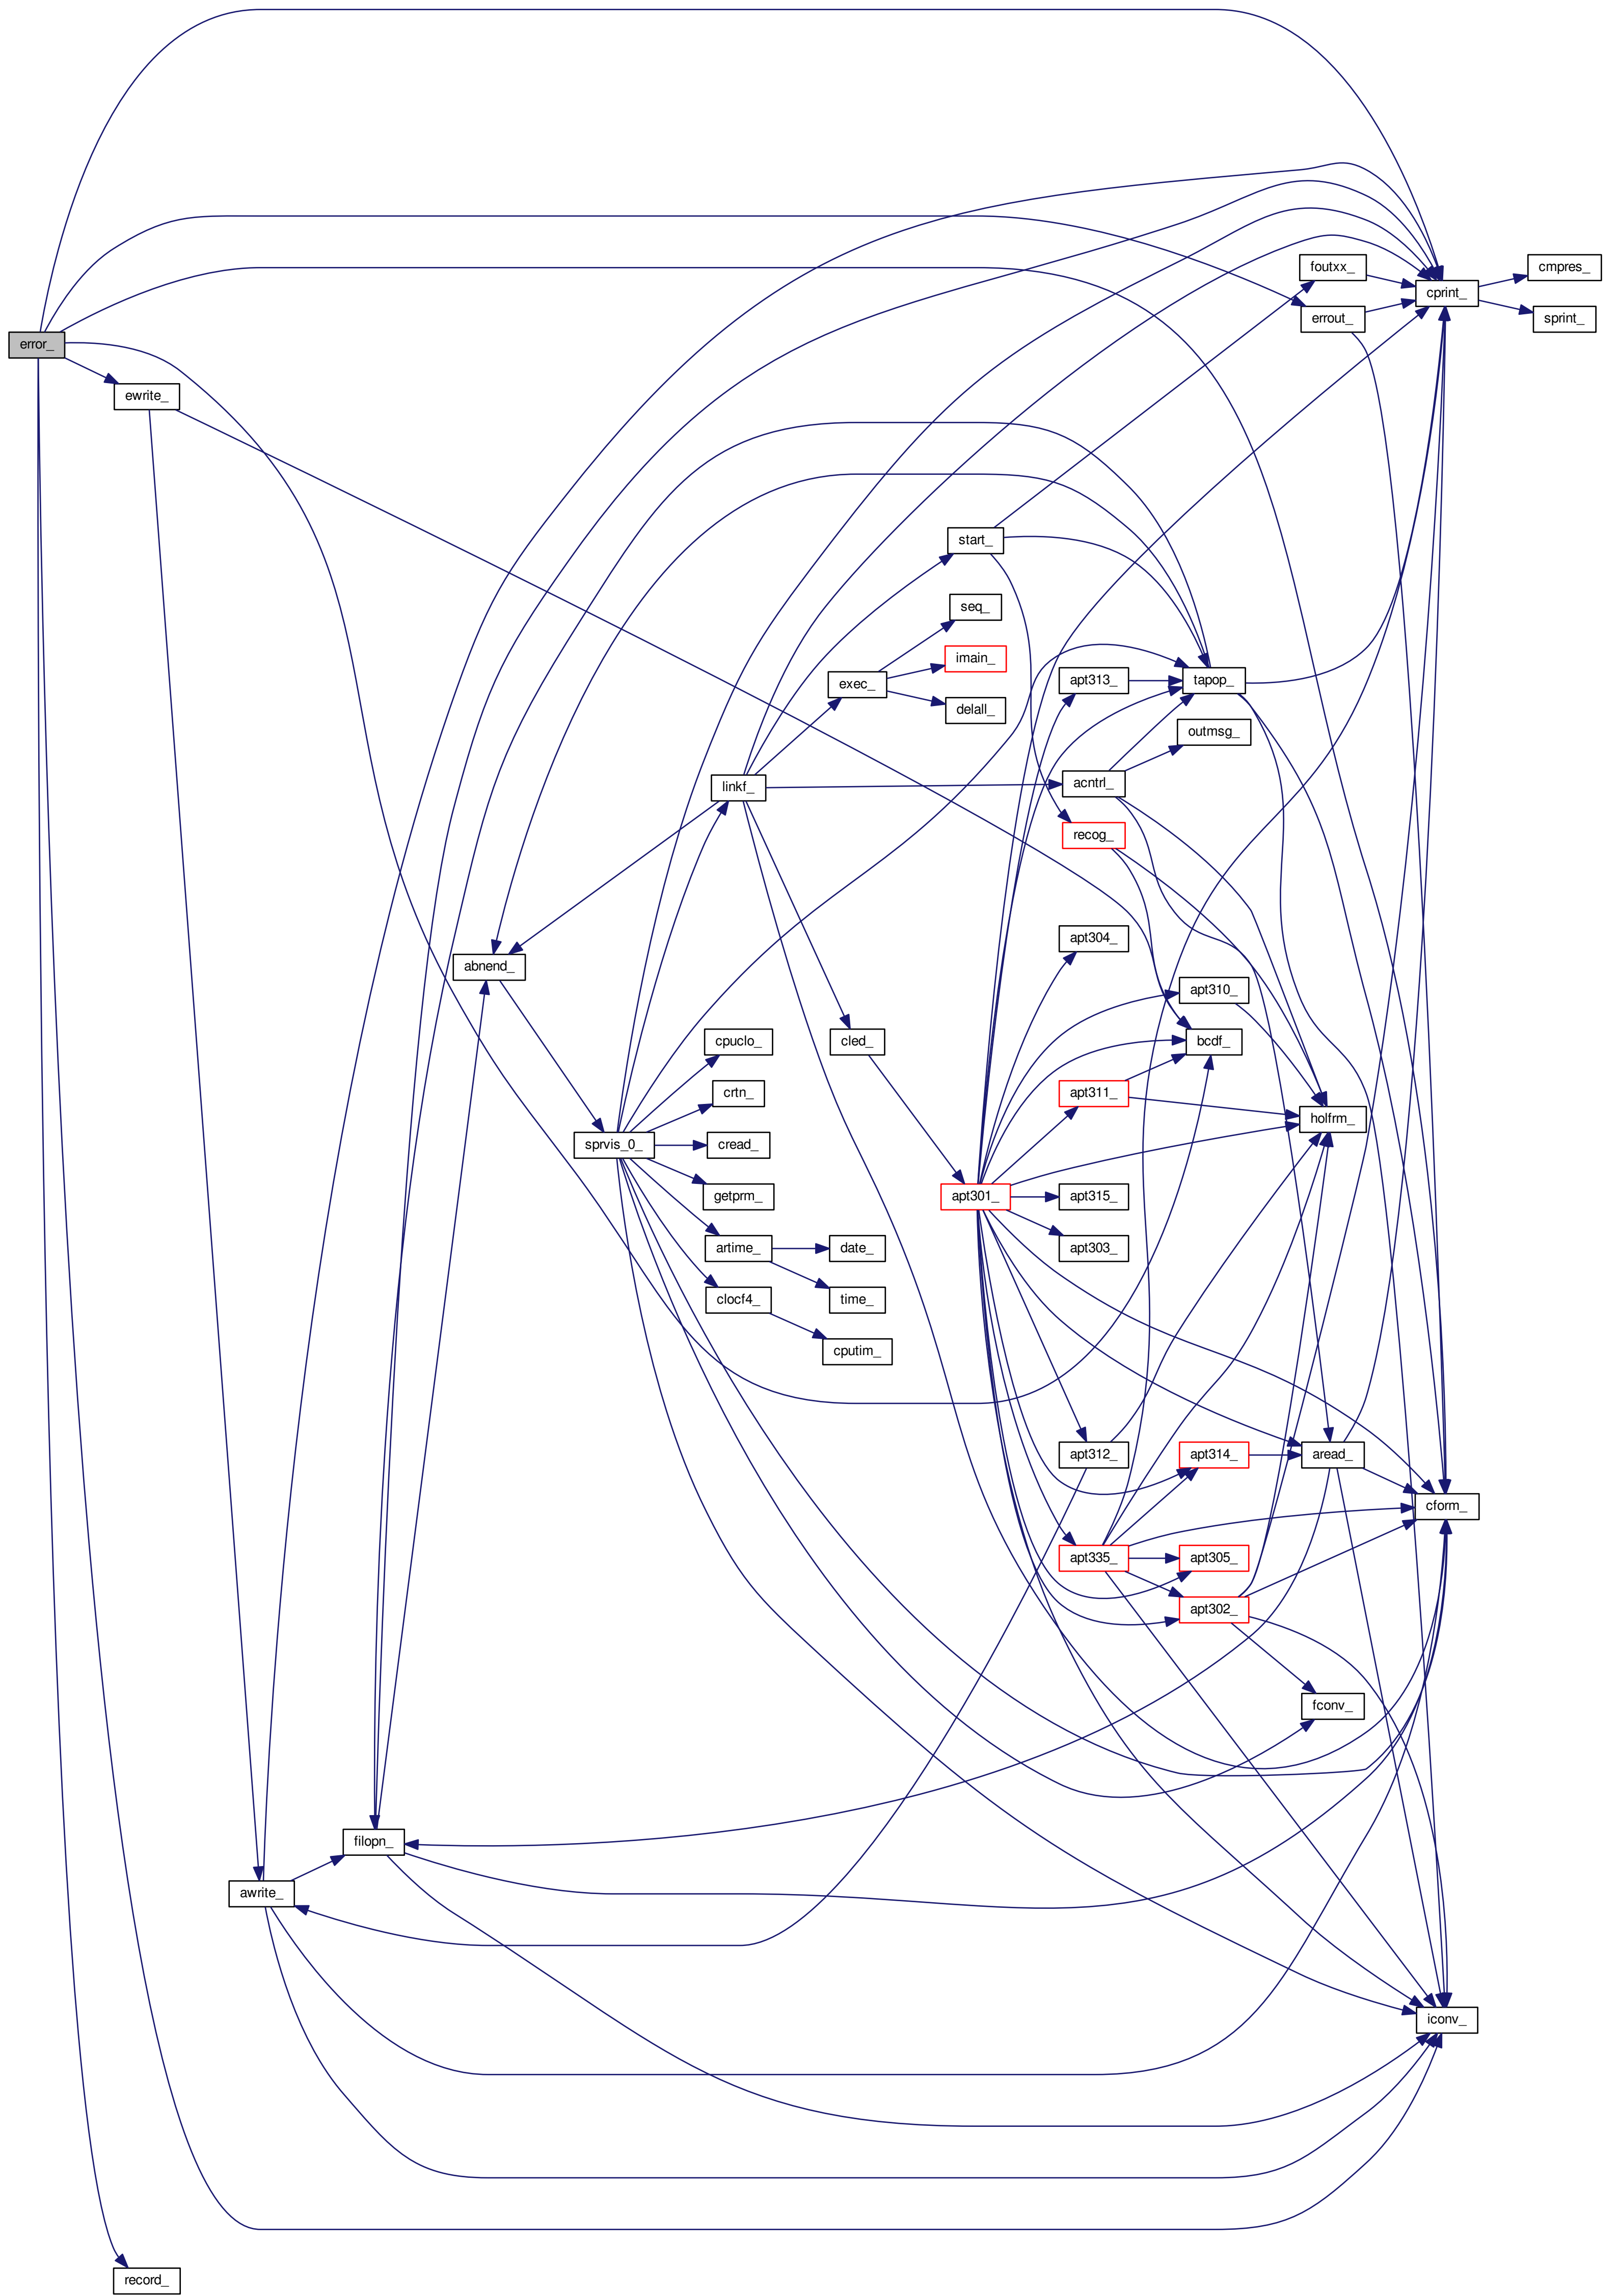 foutxx_
cmpres_
cprint_
errout_
sprint_
error_
ewrite_
start_
seq_
imain_
exec_
apt313_
tapop_
delall_
outmsg_
linkf_
acntrl_
recog_
apt304_
abnend_
apt310_
cpuclo_
cled_
bcdf_
crtn_
apt311_
holfrm_
sprvis_0_
cread_
getprm_
apt301_
apt315_
artime_
date_
apt303_
clocf4_
time_
cputim_
apt312_
apt314_
aread_
cform_
apt335_
apt305_
apt302_
fconv_
filopn_
awrite_
iconv_
record_